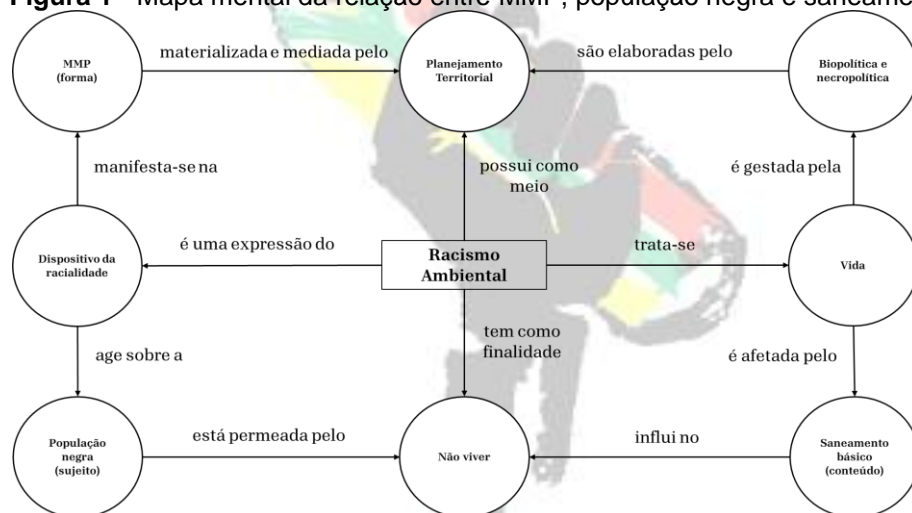 Figura 1 - Mapa mental da relação entre MMP, população negra e saneame
MMP
(forma)
materializada e mediada pelo
Planejamento
Territorial
são elaboradas pelo
Biopolítica e
necropolítica
manifesta-se na
possui como
meio
é gestada pela
Dispositivo da
racialidade
é uma expressão do
Racismo
Ambiental
trata-se
Vida
age sobre a
tem como
finalidade
é afetada pelo
População
negra
(sujeito)
está permeada pelo
Não viver
influi no
Saneamento
básico
(conteúdo)